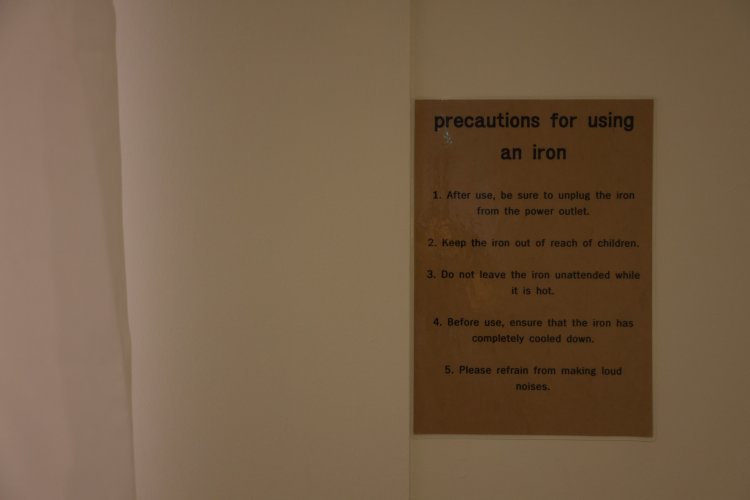 precautions for using
an iron
1. After use, be sure to unplug the iron
from the power outlet.
2. Keep the iron out of reach of children.
3. Do not leave the iron unattended while
it is hot.
4. Before use, ensure that the iron has
completely cooled down.
5. Please refrain from making loud
noises.